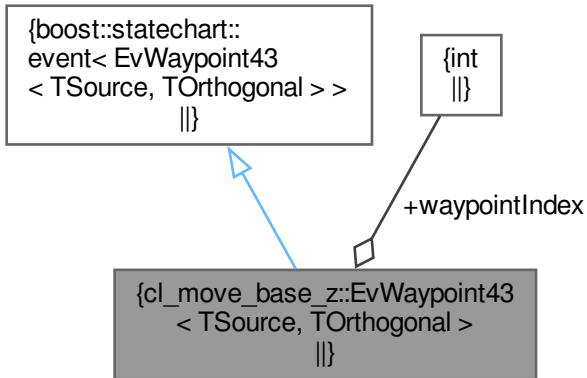 {boost::statechart::
event< EvWaypoint43
< TSource, TOrthogonal > >
||}
{int
||}
+waypointIndex
{cl_move_base_z::EvWaypoint43
< TSource, TOrthogonal >
||}